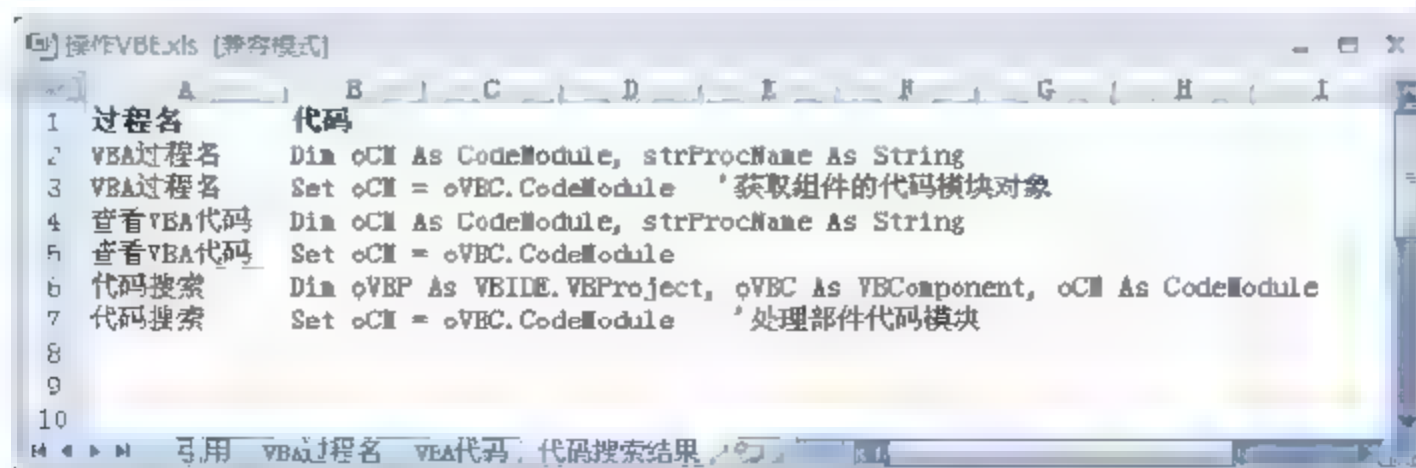 操作VBE.xls [兼容模式]
A B C D E F G H I
1 过程名 代码
2 VBA过程名 Dim oCM As CodeModule, strProcName As String
3 VBA过程名 Set oCM = oVBC.CodeModule '获取组件的代码模块对象
4 查看VBA代码 Dim oCM As CodeModule, strProcName As String
5 查看VBA代码 Set oCM = oVBC.CodeModule
6 代码搜索 Dim oVBP As VBIDE.VBProject, oVBC As VBComponent, oCM As CodeModule
7 代码搜索 Set oCM = oVBC.CodeModule '处理部件代码模块
8
9
10
引用 VBA过程名 VBA代码 代码搜索结果